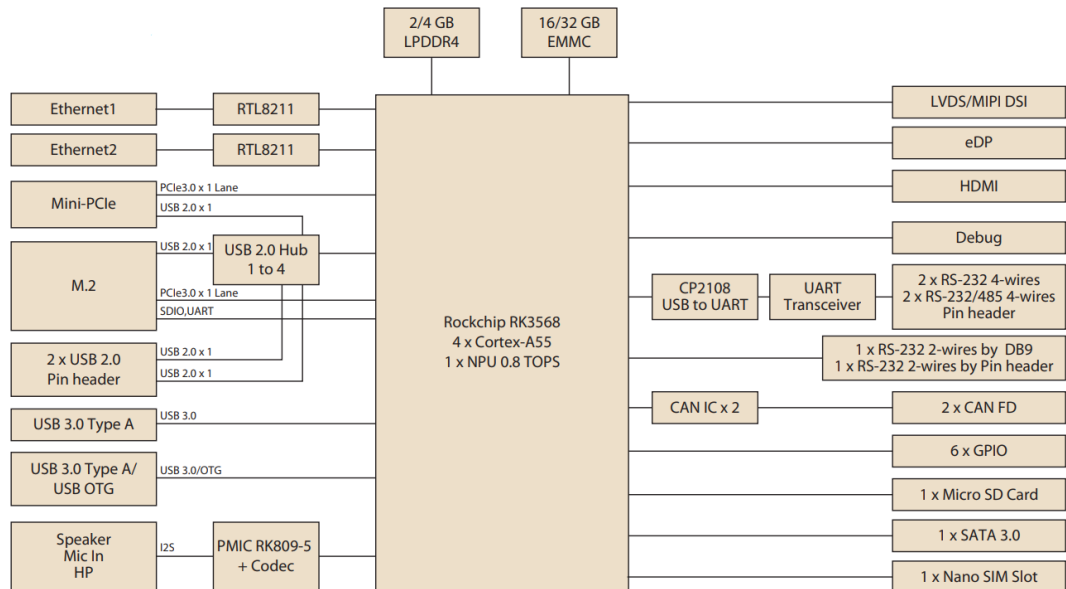 2/4 GB
LPDDR4
16/32 GB
EMMC
Ethernet1
RTL8211
LVDS/MIPI DSI
Ethernet2
RTL8211
eDP
Mini-PCIe
PCIe3.0 x 1 Lane
USB 2.0 x 1
HDMI
M.2
USB 2.0 x 1
PCIe3.0 x 1 Lane
SDIO,UART
USB 2.0 Hub
1 to 4
Debug
Rockchip RK3568
4 x Cortex-A55
1 x NPU 0.8 TOPS
CP2108
USB to UART
UART
Transceiver
2 x RS-232 4-wires
2 x RS-232/485 4-wires
Pin header
2 x USB 2.0
Pin header
USB 2.0 x 1
USB 2.0 x 1
1 x RS-232 2-wires by DB9
1 x RS-232 2-wires by Pin header
USB 3.0 Type A
USB 3.0
CAN IC x 2
2 x CAN FD
USB 3.0 Type A/
USB OTG
USB 3.0/OTG
6 x GPIO
1 x Micro SD Card
Speaker
Mic In
HP
I2S
PMIC RK809-5
+ Codec
1 x SATA 3.0
1 x Nano SIM Slot